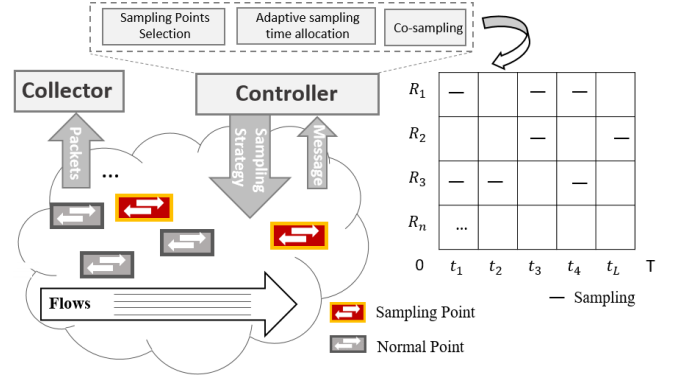 Sampling Points
Selection
Adaptive sampling
time allocation
Co-sampling
Collector
Controller
Packets
Sampling
Strategy
Message
...
Flows
Sampling Point
Normal Point
R₁
R₂
R₃
Rₙ
...
0 t₁ t₂ t₃ t₄ t_L T
— Sampling